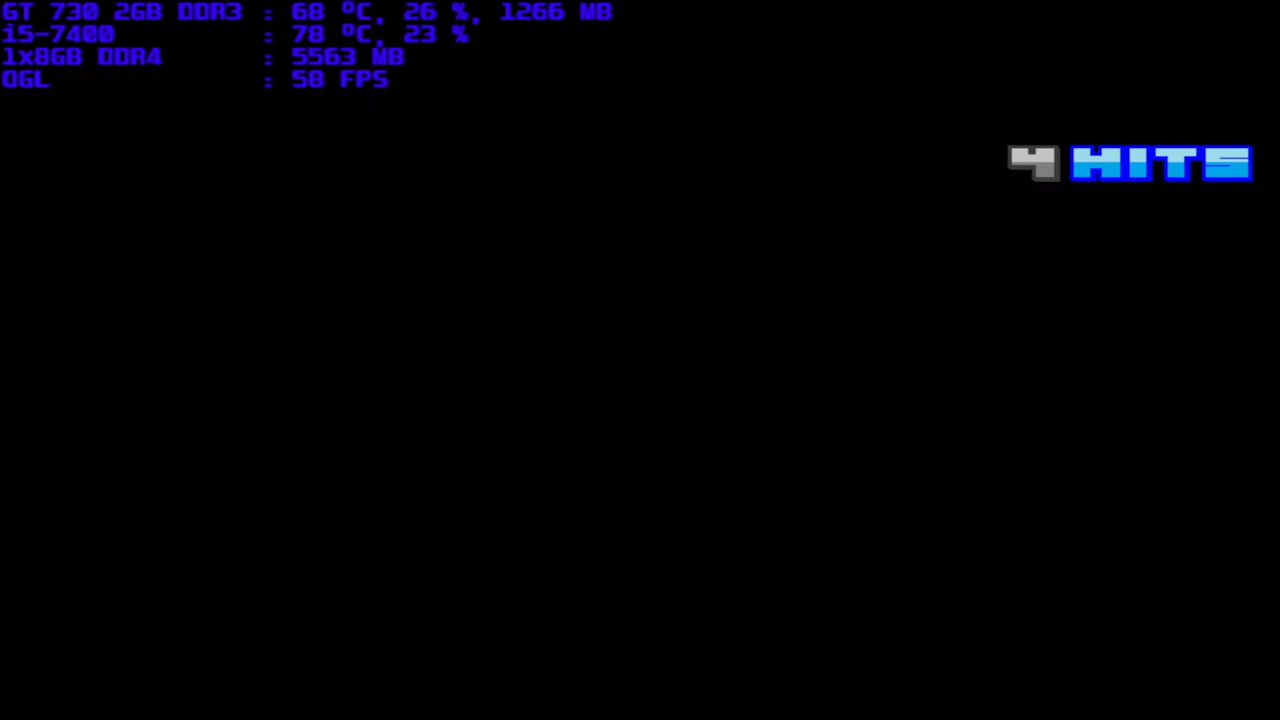 GT 730 2GB DDR3 : 68 ºC, 26 %, 1266 MB
i5-7400 : 78 ºC, 23 %
1x8GB DDR4 : 5563 MB
OGL : 58 FPS
4 HITS